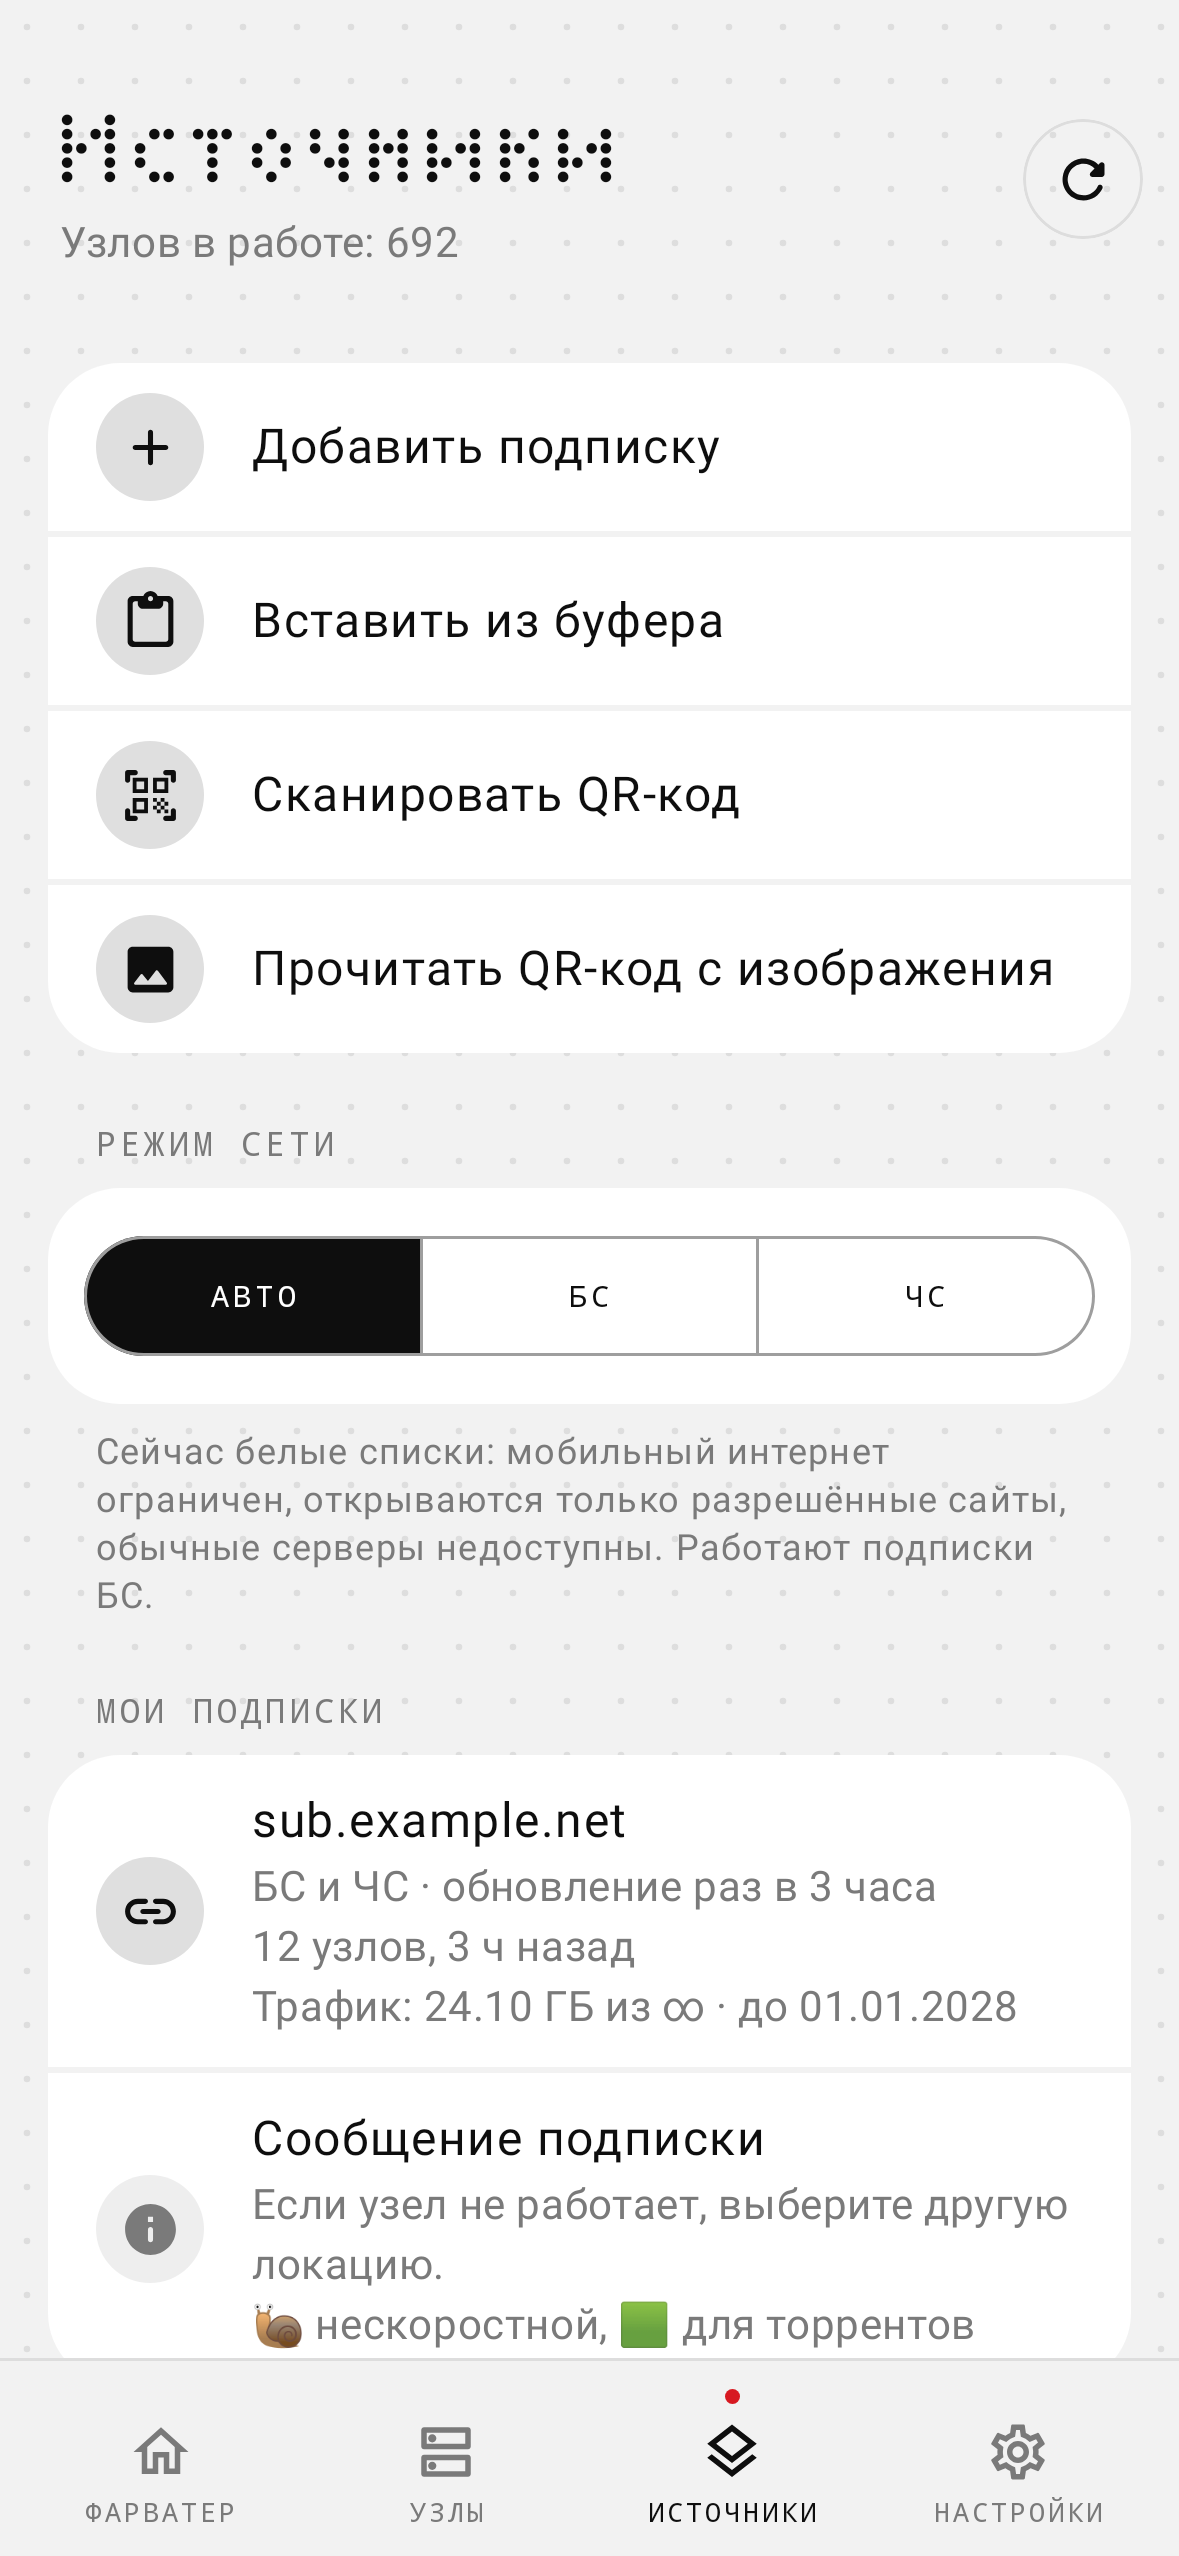 Источники
Узлов в работе: 692
Добавить подписку
Вставить из буфера
Сканировать QR-код
Прочитать QR-код с изображения
РЕЖИМ СЕТИ
АВТО
БС
ЧС
Сейчас белые списки: мобильный интернет
ограничен, открываются только разрешённые сайты,
обычные серверы недоступны. Работают подписки
БС.
МОИ ПОДПИСКИ
sub.example.net
БС и ЧС · обновление раз в 3 часа
12 узлов, 3 ч назад
Трафик: 24.10 ГБ из ∞ · до 01.01.2028
Сообщение подписки
Если узел не работает, выберите другую
локацию.
🐌 нескоростной, 🟩 для торрентов
ФАРВАТЕР
УЗЛЫ
ИСТОЧНИКИ
НАСТРОЙКИ